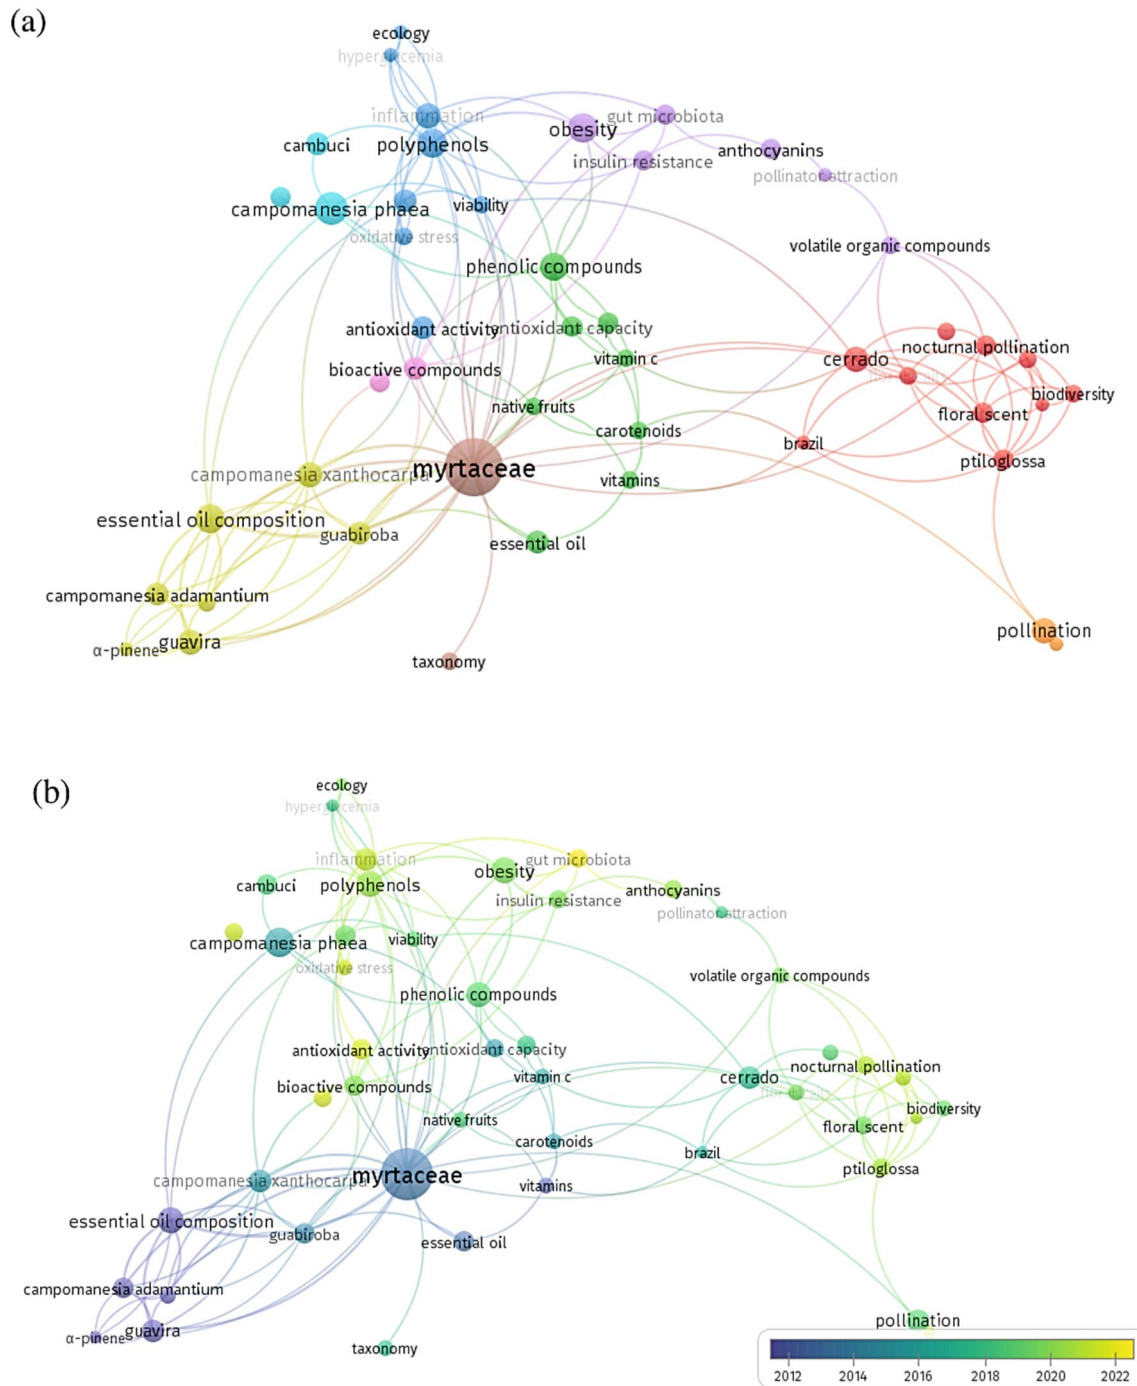 (a)
ecology
hyperglycemia
inflammation
obesity
gut microbiota
cambuci
polyphenols
insulin resistance
anthocyanins
pollinator attraction
campomanesia phaea
viability
oxidative stress
volatile organic compounds
phenolic compounds
antioxidant activity
antioxidant capacity
nocturnal pollination
bioactive compounds
vitamin c
cerrado
biodiversity
native fruits
floral scent
carotenoids
brazil
ptiloglossa
campomanesia xanthocarpa
myrtaceae
vitamins
essential oil composition
guabiroba
essential oil
campomanesia adamantium
α-pinene
guavira
pollination
taxonomy
(b)
ecology
hyperglycemia
inflammation
obesity
gut microbiota
cambuci
polyphenols
insulin resistance
anthocyanins
pollinator attraction
campomanesia phaea
viability
oxidative stress
volatile organic compounds
phenolic compounds
antioxidant activity
antioxidant capacity
nocturnal pollination
bioactive compounds
vitamin c
cerrado
biodiversity
native fruits
floral scent
carotenoids
brazil
ptiloglossa
campomanesia xanthocarpa
myrtaceae
vitamins
essential oil composition
guabiroba
essential oil
campomanesia adamantium
α-pinene
guavira
pollination
taxonomy
2012 2014 2016 2018 2020 2022